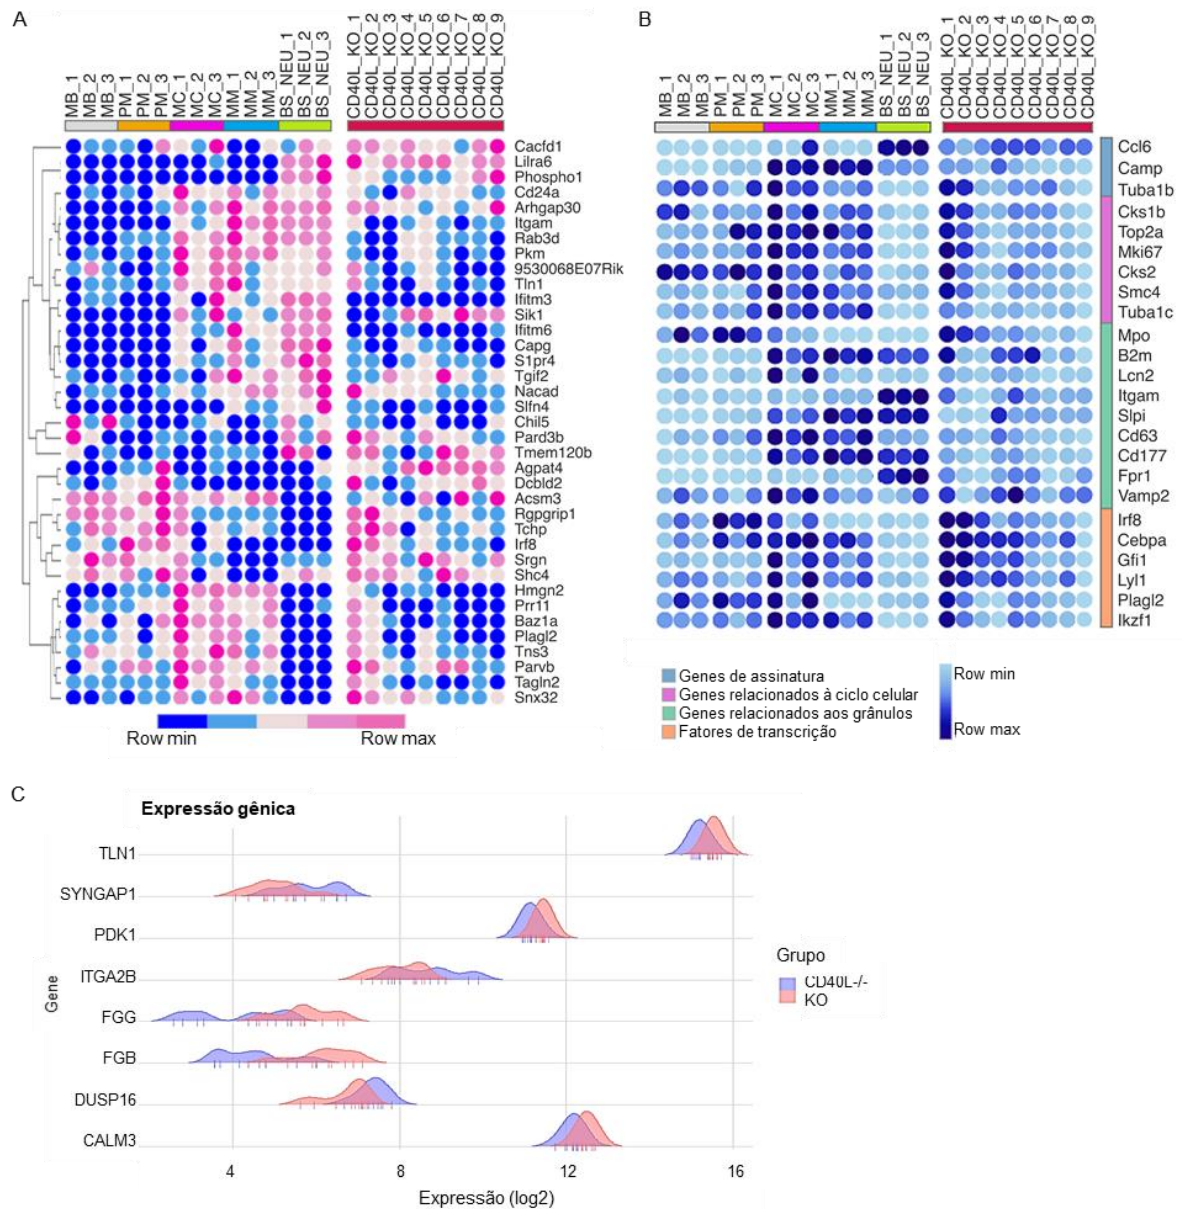 A
MB_1
MB_2
MB_3
PM_1
PM_2
PM_3
MC_1
MC_2
MC_3
MM_1
MM_2
MM_3
BS_NEU_1
BS_NEU_2
BS_NEU_3
CD40L_KO_1
CD40L_KO_2
CD40L_KO_3
CD40L_KO_4
CD40L_KO_5
CD40L_KO_6
CD40L_KO_7
CD40L_KO_8
CD40L_KO_9
Cacfd1
Lilra6
Phospho1
Cd24a
Arhgap30
Itgam
Rab3d
Pkm
9530068E07Rik
Tln1
Ifitm3
Sik1
Ifitm6
Capg
S1pr4
Tgif2
Nacad
Slfn4
Chil5
Pard3b
Tmem120b
Agpat4
Dcbld2
Acsm3
Rgpgrip1
Tchp
Irf8
Srgn
Shc4
Hmgn2
Prr11
Baz1a
Plagl2
Tns3
Parvb
Tagln2
Snx32
Row min
Row max
B
MB_1
MB_2
MB_3
PM_1
PM_2
PM_3
MC_1
MC_2
MC_3
MM_1
MM_2
MM_3
BS_NEU_1
BS_NEU_2
BS_NEU_3
CD40L_KO_1
CD40L_KO_2
CD40L_KO_3
CD40L_KO_4
CD40L_KO_5
CD40L_KO_6
CD40L_KO_7
CD40L_KO_8
CD40L_KO_9
Ccl6
Camp
Tuba1b
Cks1b
Top2a
Mki67
Cks2
Smc4
Tuba1c
Mpo
B2m
Lcn2
Itgam
Slpi
Cd63
Cd177
Fpr1
Vamp2
Irf8
Cebpa
Gfi1
Lyl1
Plagl2
Ikzf1
Genes de assinatura
Genes relacionados à ciclo celular
Genes relacionados aos grânulos
Fatores de transcrição
Row min
Row max
C
Expressão gênica
TLN1
SYNGAP1
PDK1
ITGA2B
FGG
FGB
DUSP16
CALM3
Gene
4
8
12
16
Expressão (log2)
Grupo
CD40L-/-
KO